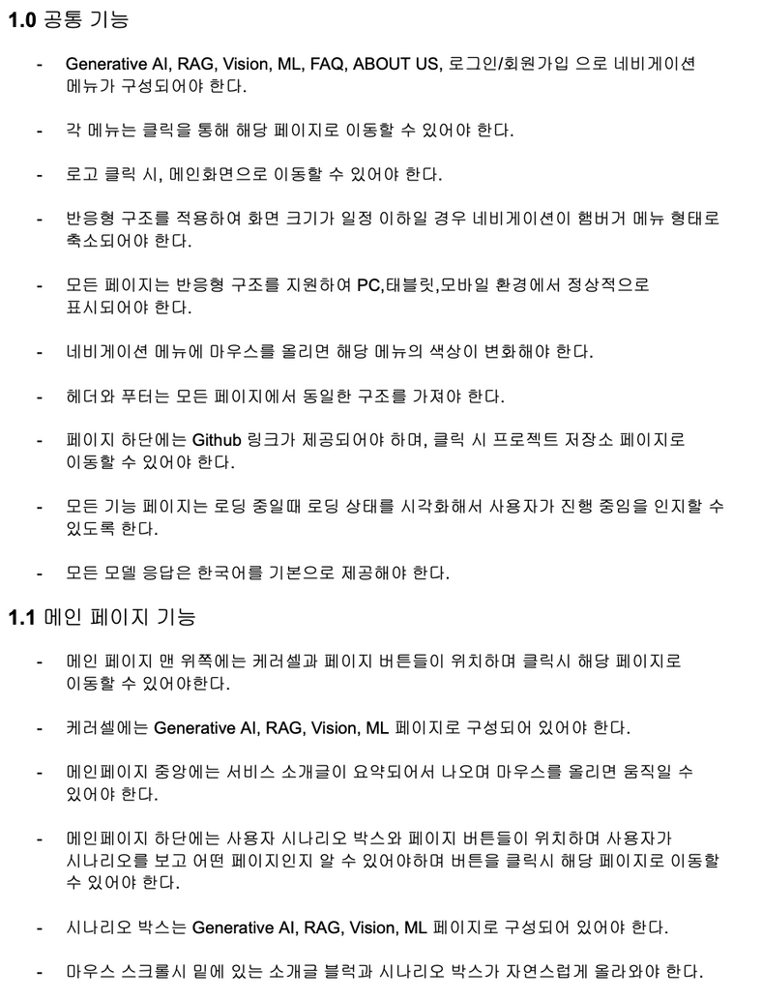 1.0 공통 기능
- Generative AI, RAG, Vision, ML, FAQ, ABOUT US, 로그인/회원가입 으로 네비게이션
메뉴가 구성되어야 한다.
- 각 메뉴는 클릭을 통해 해당 페이지로 이동할 수 있어야 한다.
- 로고 클릭 시, 메인화면으로 이동할 수 있어야 한다.
- 반응형 구조를 적용하여 화면 크기가 일정 이하일 경우 네비게이션이 햄버거 메뉴 형태로
축소되어야 한다.
- 모든 페이지는 반응형 구조를 지원하여 PC,태블릿,모바일 환경에서 정상적으로
표시되어야 한다.
- 네비게이션 메뉴에 마우스를 올리면 해당 메뉴의 색상이 변화해야 한다.
- 헤더와 푸터는 모든 페이지에서 동일한 구조를 가져야 한다.
- 페이지 하단에는 Github 링크가 제공되어야 하며, 클릭 시 프로젝트 저장소 페이지로
이동할 수 있어야 한다.
- 모든 기능 페이지는 로딩 중일때 로딩 상태를 시각화해서 사용자가 진행 중임을 인지할 수
있도록 한다.
- 모든 모델 응답은 한국어를 기본으로 제공해야 한다.
1.1 메인 페이지 기능
- 메인 페이지 맨 위쪽에는 케러셀과 페이지 버튼들이 위치하며 클릭시 해당 페이지로
이동할 수 있어야한다.
- 케러셀에는 Generative AI, RAG, Vision, ML 페이지로 구성되어 있어야 한다.
- 메인페이지 중앙에는 서비스 소개글이 요약되어서 나오며 마우스를 올리면 움직일 수
있어야 한다.
- 메인페이지 하단에는 사용자 시나리오 박스와 페이지 버튼들이 위치하며 사용자가
시나리오를 보고 어떤 페이지인지 알 수 있어야하며 버튼을 클릭시 해당 페이지로 이동할
수 있어야 한다.
- 시나리오 박스는 Generative AI, RAG, Vision, ML 페이지로 구성되어 있어야 한다.
- 마우스 스크롤시 밑에 있는 소개글 블럭과 시나리오 박스가 자연스럽게 올라와야 한다.